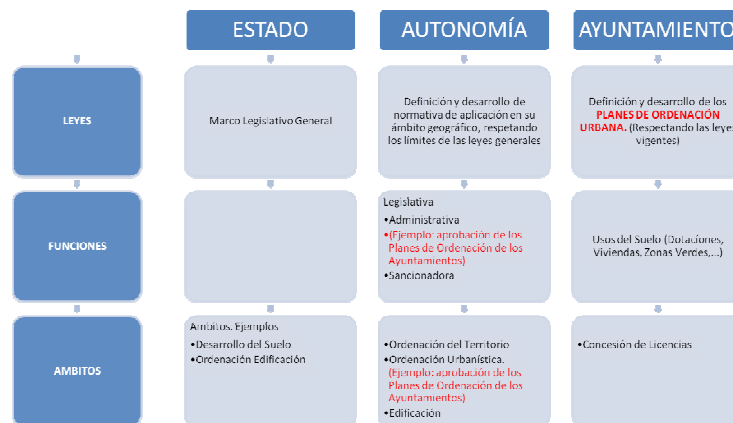 ESTADO
AUTONOMÍA
AYUNTAMIENTO
LEYES
Marco Legislativo General
Definición y desarrollo de
normativa de aplicación en su
ámbito geográfico, respetando
los límites de las leyes generales
Definición y desarrollo de los
PLANES DE ORDENACIÓN
URBANA. (Respectando las leyes
vigentes)
FUNCIONES
Legislativa
•Administrativa
•(Ejemplo: aprobación de los
Planes de Ordenación de los
Ayuntamientos)
•Sancionadora
Usos del Suelo (Dotaciones,
Viviendas, Zonas Verdes,...)
AMBITOS
Ambitos. Ejemplos
•Desarrollo del Suelo
•Ordenación Edificación
•Ordenación del Territorio
•Ordenación Urbanística.
(Ejemplo: aprobación de los
Planes de Ordenación de los
Ayuntamientos)
•Edificación
•Concesión de Licencias